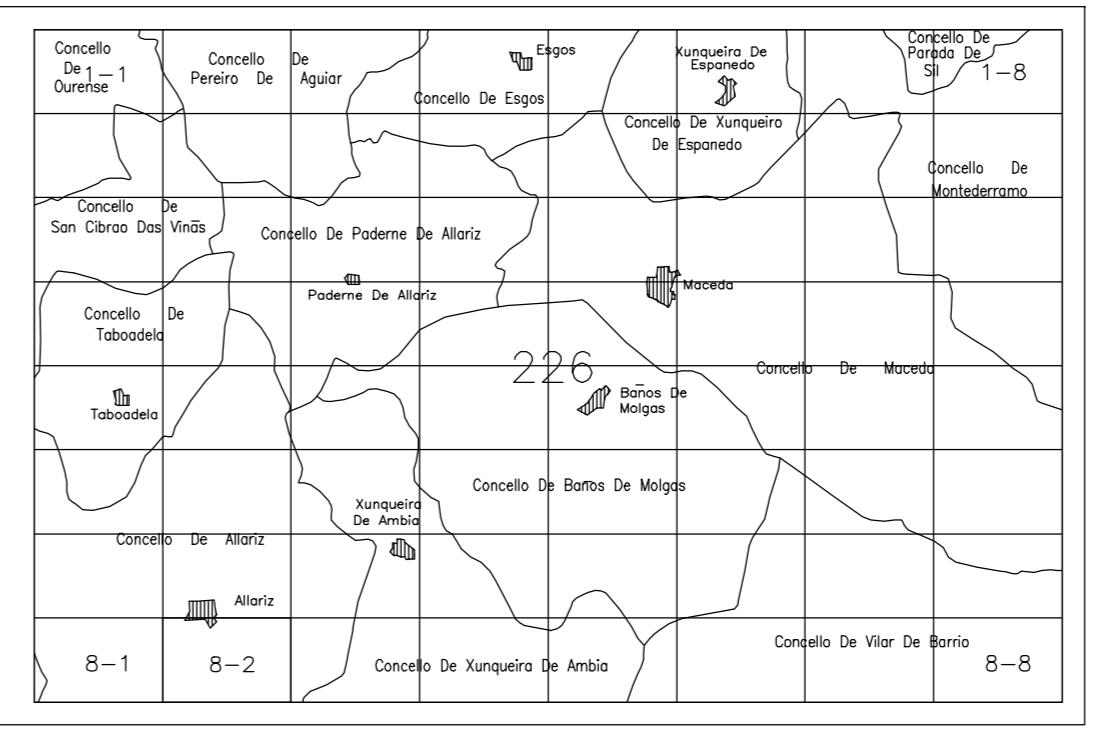 Concello
De
Ourense
1-1
Concello De
Pereiro De Aguiar
Esgos
Concello De Esgos
Xunqueira De
Espanedo
Concello De
Parada De
Sil
1-8
Concello De Xunqueiro
De Espanedo
Concello De
Montederramo
Concello De
San Cibrao Das Vinãs
Concello De Paderne De Allariz
Paderne De Allariz
Maceda
Concello De
Taboadela
226
Concello De Maceda
Taboadela
Baños De
Molgas
Concello De Baños De Molgas
Xunqueira
De Ambia
Concello De Allariz
Allariz
Concello De Vilar De Barrio
8-1
8-2
Concello De Xunqueira De Ambia
8-8